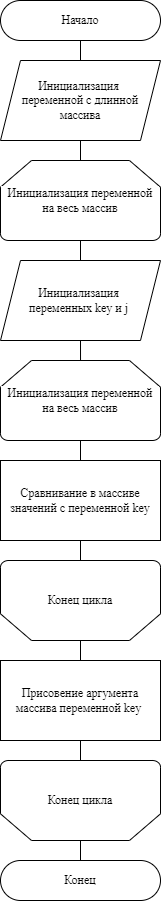 Начало
Инициализация
переменной с длинной
массива
Инициализация переменной
на весь массив
Инициализация
переменных key и j
Инициализация переменной
на весь массив
Сравнивание в массиве
значений с переменной key
Конец цикла
Присовение аргумента
массива переменной key
Конец цикла
Конец